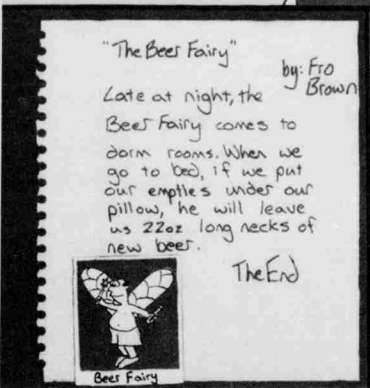 "The Beer Fairy"
by: Fro
Brown
Late at night, the
Beer Fairy comes to
dorm rooms. When we
go to bed, if we put
our empties under our
pillow, he will leave
us 22oz long necks of
new beer.
The End
Beer Fairy